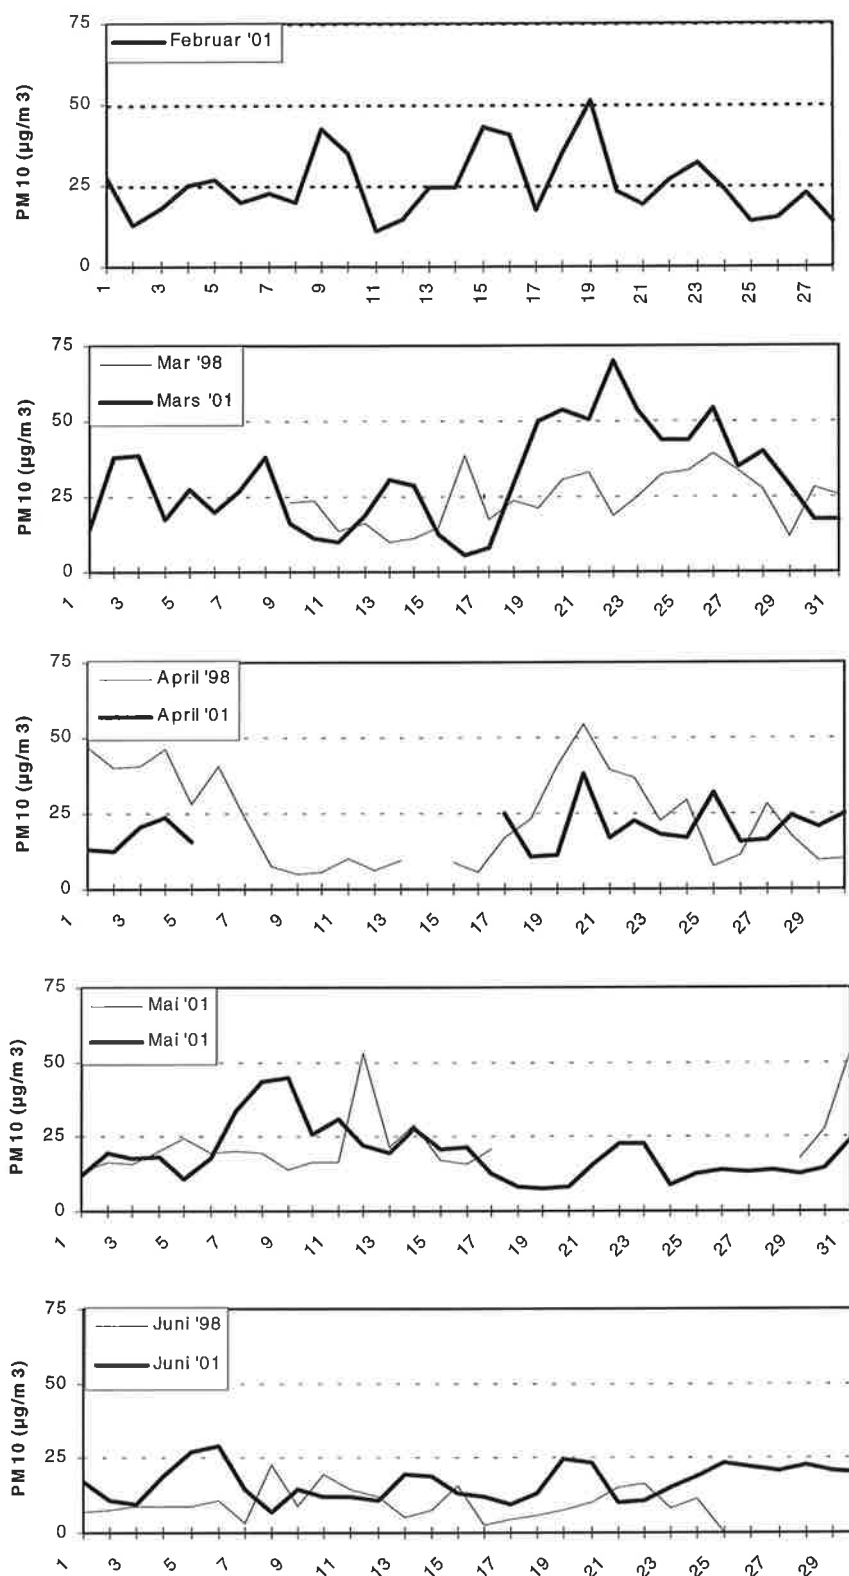 75
50
25
0
PM10 (µg/m3)
Februar '01
1 3 5 7 9 11 13 15 17 19 21 23 25 27
75
50
25
0
PM10 (µg/m3)
Mar '98
Mars '01
1 3 5 7 9 11 13 15 17 19 21 23 25 27 29 31
75
50
25
0
PM10 (µg/m3)
April '98
April '01
1 3 5 7 9 11 13 15 17 19 21 23 25 27 29
75
50
25
0
PM10 (µg/m3)
Mai '01
Mai '01
1 3 5 7 9 11 13 15 17 19 21 23 25 27 29 31
75
50
25
0
PM10 (µg/m3)
Juni '98
Juni '01
1 3 5 7 9 11 13 15 17 19 21 23 25 27 29